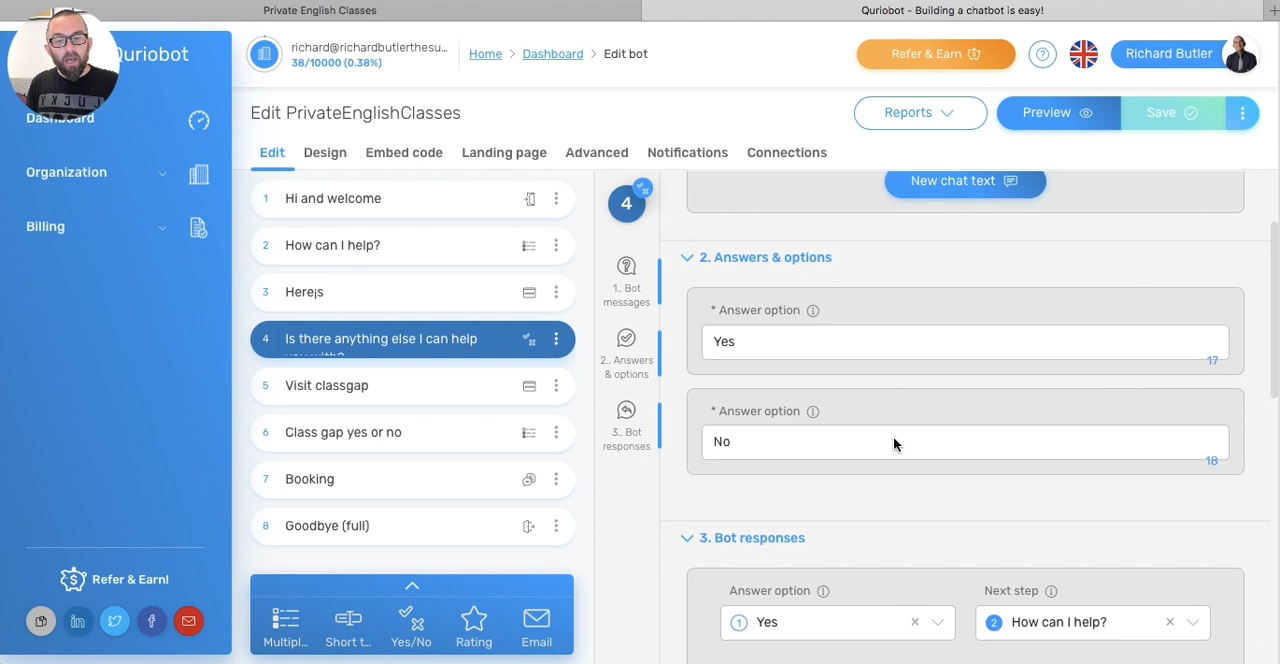 Private English Classes
Quriobot - Building a chatbot is easy!
Quriobot
richard@richardbutlerthesu...
38/10000 (0.38%)
Home > Dashboard > Edit bot
Refer & Earn
Richard Butler
Dashboard
Organization
Billing
Refer & Earn!
Edit PrivateEnglishClasses
Reports
Preview
Save
Edit
Design
Embed code
Landing page
Advanced
Notifications
Connections
1 Hi and welcome
2 How can I help?
3 Here¡s
4 Is there anything else I can help
you with?
5 Visit classgap
6 Class gap yes or no
7 Booking
8 Goodbye (full)
Multipl...
Short t...
Yes/No
Rating
Email
4
1.. Bot
messages
2.. Answers
& options
3.. Bot
responses
New chat text
2. Answers & options
* Answer option
Yes
17
* Answer option
No
18
3. Bot responses
Answer option
1 Yes
Next step
2 How can I help?